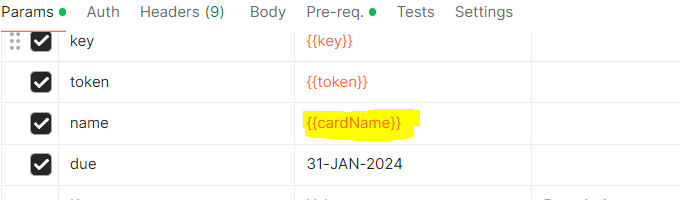 Params Auth Headers (9) Body Pre-req. Tests Settings
key {{key}}
token {{token}}
name {{cardName}}
due 31-JAN-2024